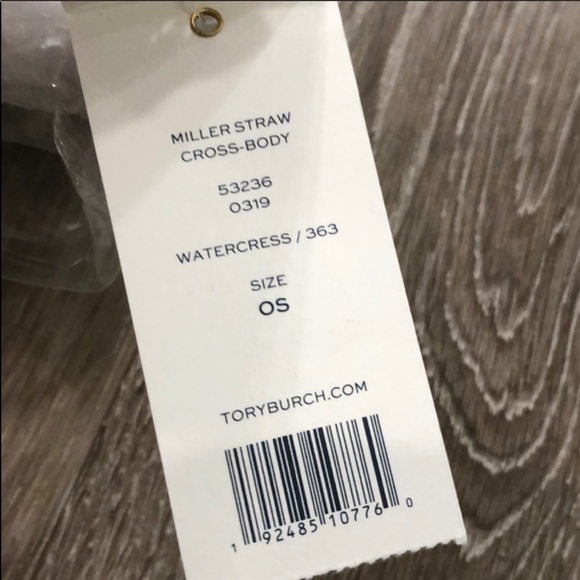 MILLER STRAW
CROSS-BODY
53236
0319
WATERCRESS / 363
SIZE
OS
TORYBURCH.COM
1 92485 10776 0